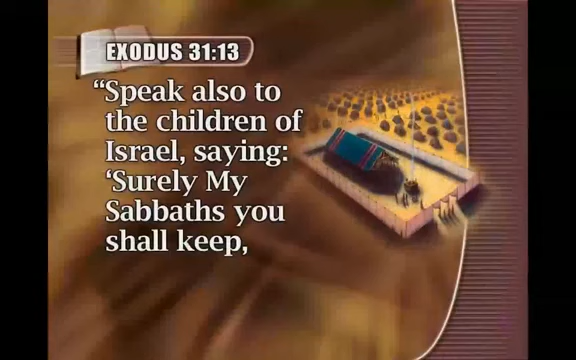 EXODUS 31:13
“Speak also to
the children of
Israel, saying:
‘Surely My
Sabbaths you
shall keep,